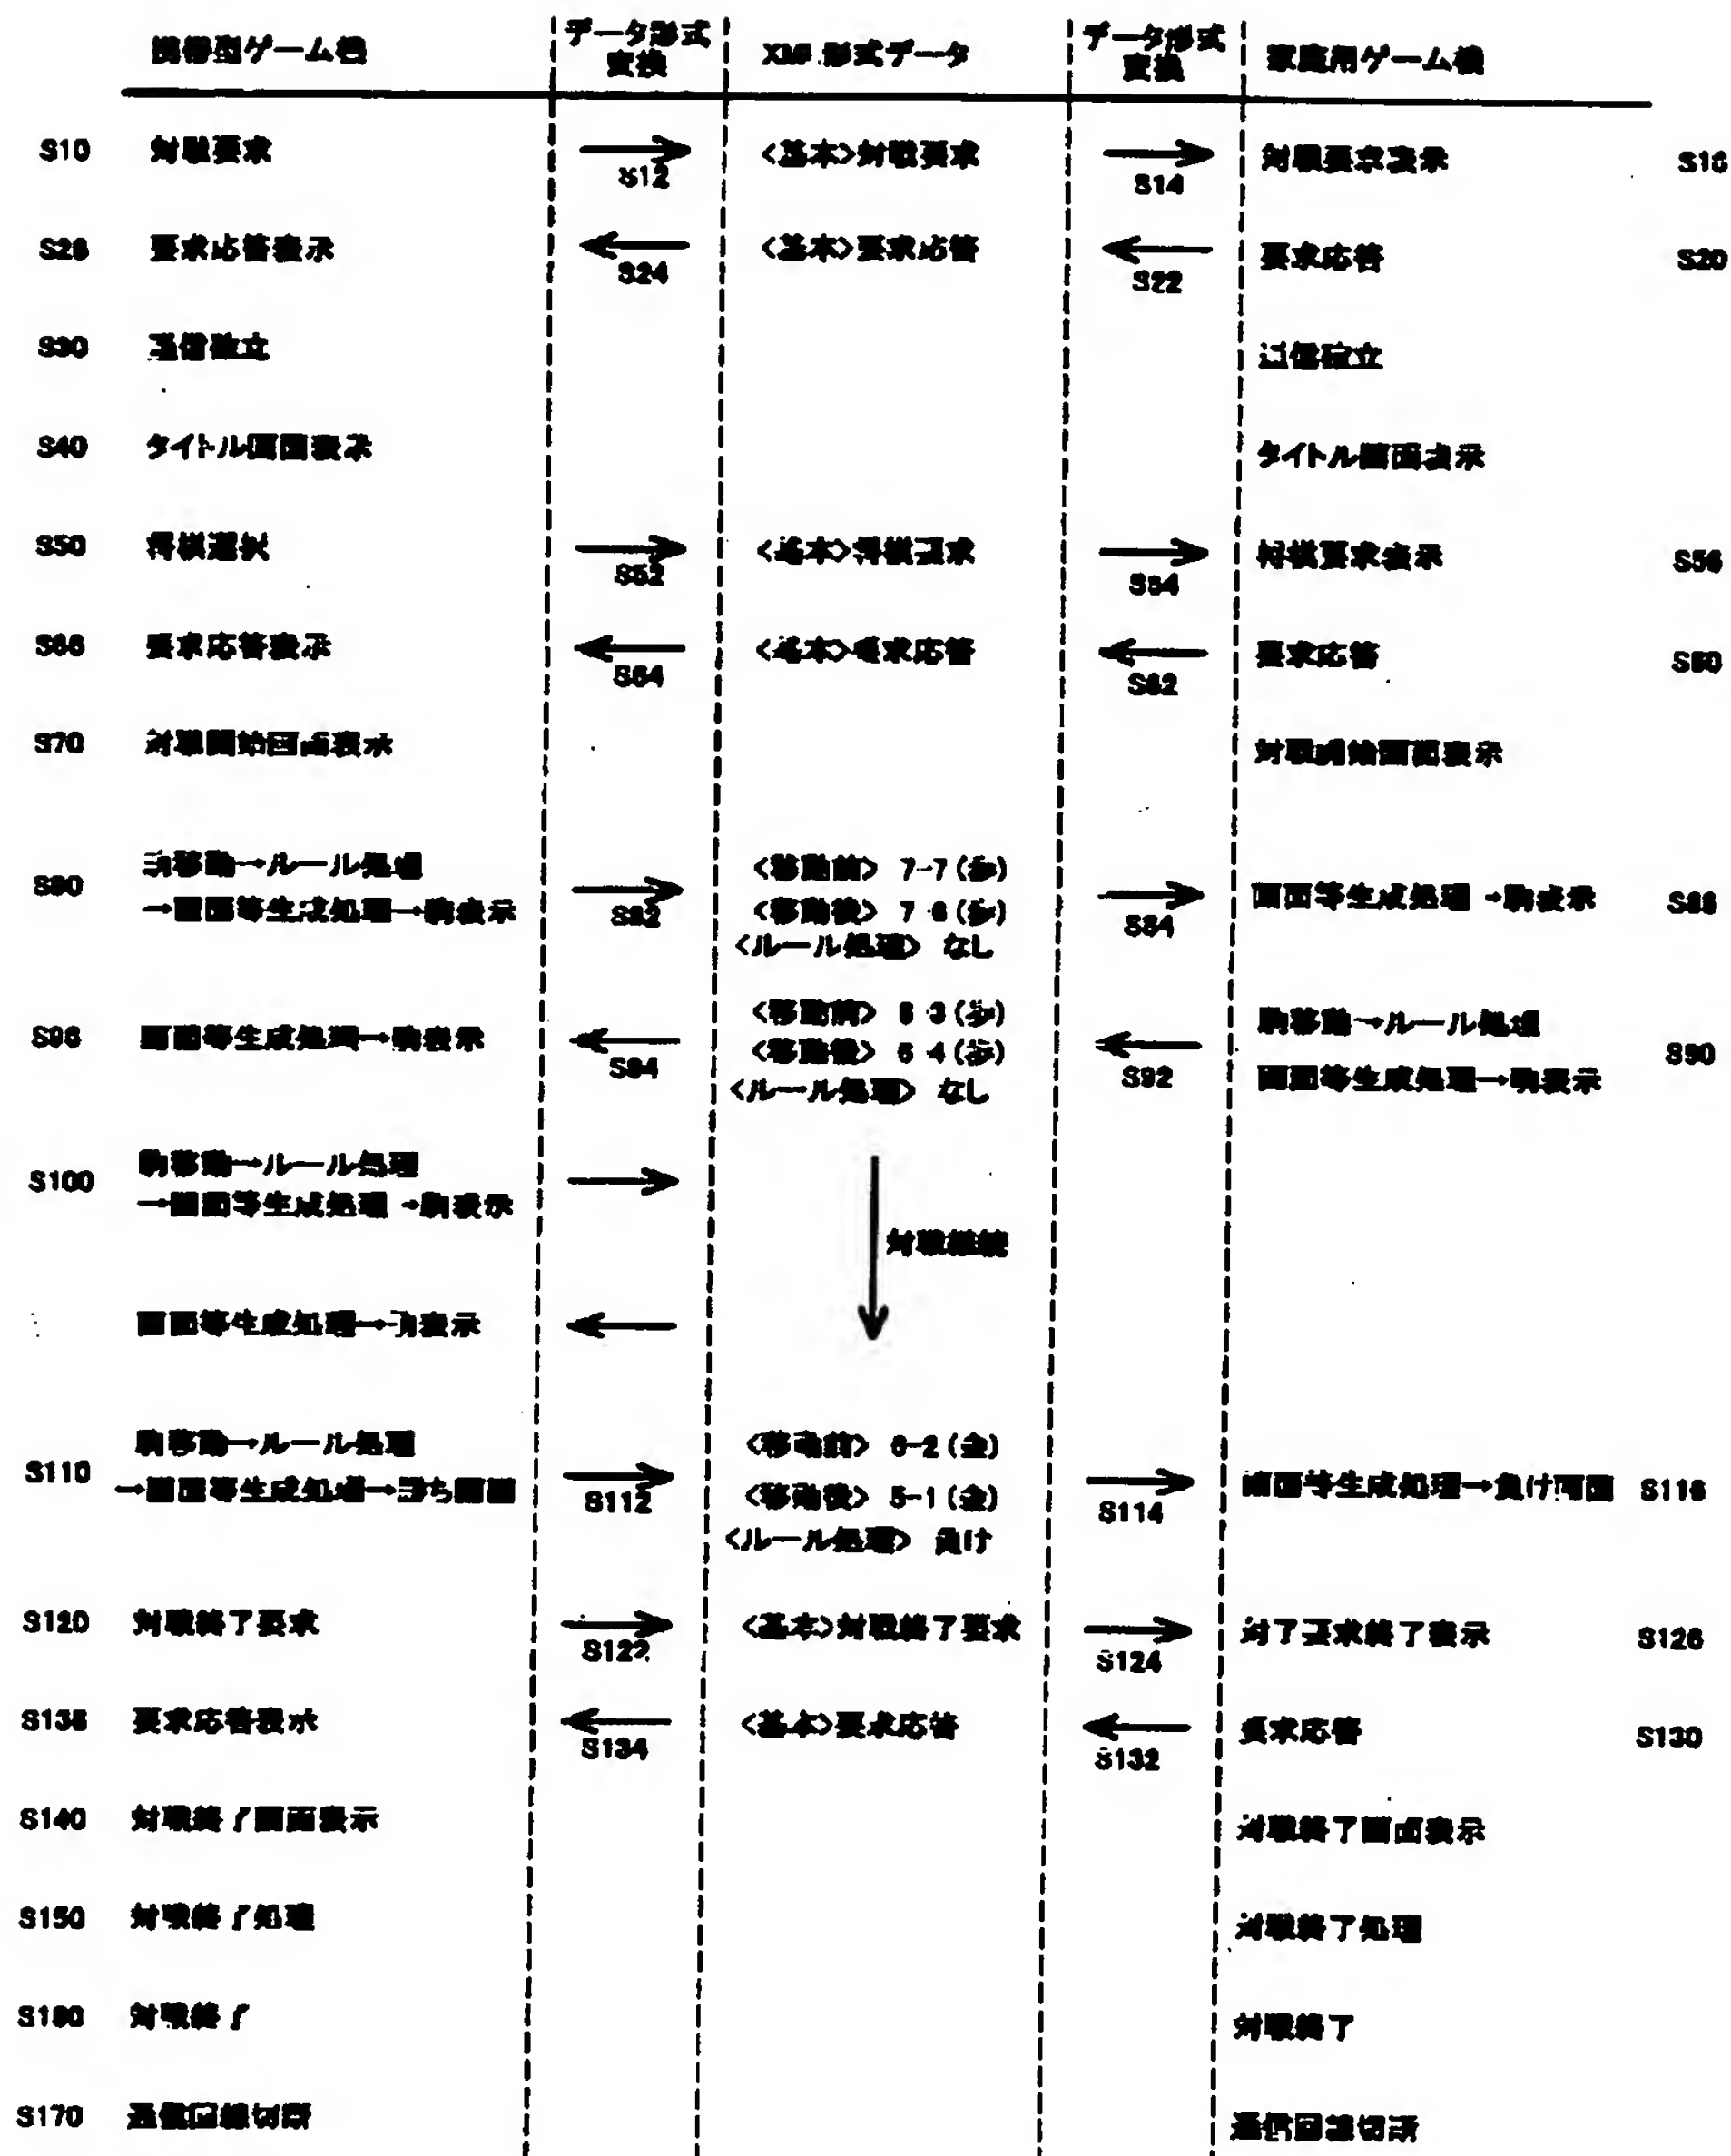 携帯型ゲーム機 データ形式変換 XML形式データ データ形式変換 家庭用ゲーム機
S10 対戦要求 S12 <基本>対戦要求 S14 対戦要求表示 S16
要求応答表示 S24 <基本>要求応答 S22 要求応答 S20
S30 通信確立 通信確立
S40 タイトル画面表示 タイトル画面表示
S50 将棋選択 S52 <基本>将棋要求 S54 将棋要求表示 S56
S66 要求応答表示 S64 <基本>要求応答 S62 要求応答 S60
S70 対戦開始画面表示 対戦開始画面表示
駒移動→ルール処理 <移動前> 7-7(歩)
S80 →画面等生成処理→駒表示 S82 <移動後> 7-6(歩) S84 画面等生成処理→駒表示 S86
<ルール処理> なし
<移動前> (歩) 駒移動→ルール処理
S96 画面等生成処理→駒表示 S94 <移動後> (歩) S92 画面等生成処理→駒表示 S90
<ルール処理> なし
S100 駒移動→ルール処理
→画面等生成処理→駒表示
対戦継続
画面等生成処理→駒表示
駒移動→ルール処理 <移動前> 6-2(金)
S110 →画面等生成処理→勝ち画面 S112 <移動後> 5-1(金) S114 画面等生成処理→負け画面 S116
<ルール処理> 負け
S120 対戦終了要求 S122 <基本>対戦終了要求 S124 対了要求終了表示 S126
S136 要求応答表示 S134 <基本>要求応答 S132 要求応答 S130
S140 対戦終了画面表示 対戦終了画面表示
S150 対戦終了処理 対戦終了処理
S160 対戦終了 対戦終了
S170 通信回線切断 通信回線切断